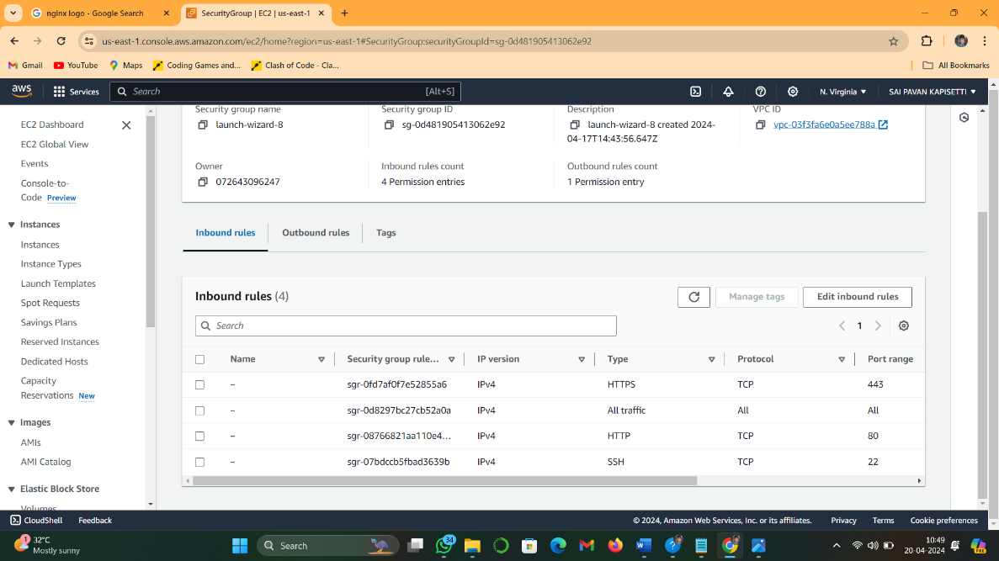 nginx logo - Google Search
SecurityGroup | EC2 | us-east-1
us-east-1.console.aws.amazon.com/ec2/home?region=us-east-1#SecurityGroup:securityGroupId=sg-0d481905413062e92
Gmail YouTube Maps Coding Games and... Clash of Code - Cla... All Bookmarks
aws Services Search [Alt+S] N. Virginia SAI PAVAN KAPISETTI
EC2 Dashboard
EC2 Global View
Events
Console-to-
Code Preview
Instances
Instances
Instance Types
Launch Templates
Spot Requests
Savings Plans
Reserved Instances
Dedicated Hosts
Capacity
Reservations New
Images
AMIs
AMI Catalog
Elastic Block Store
Volumes
Security group name Security group ID Description VPC ID
launch-wizard-8 sg-0d481905413062e92 launch-wizard-8 created 2024- vpc-03f3fa6e0a5ee788a
04-17T14:43:56.647Z
Owner Inbound rules count Outbound rules count
072643096247 4 Permission entries 1 Permission entry
Inbound rules Outbound rules Tags
Inbound rules (4) Manage tags Edit inbound rules
Search 1
Name Security group rule... IP version Type Protocol Port range
– sgr-0fd7af0f7e52855a6 IPv4 HTTPS TCP 443
– sgr-0d8297bc27cb52a0a IPv4 All traffic All All
– sgr-08766821aa110e4... IPv4 HTTP TCP 80
– sgr-07bdccb5fbad3639b IPv4 SSH TCP 22
CloudShell Feedback © 2024, Amazon Web Services, Inc. or its affiliates. Privacy Terms Cookie preferences
1 32°C
Mostly sunny
Search
34
10:49
20-04-2024
PRE